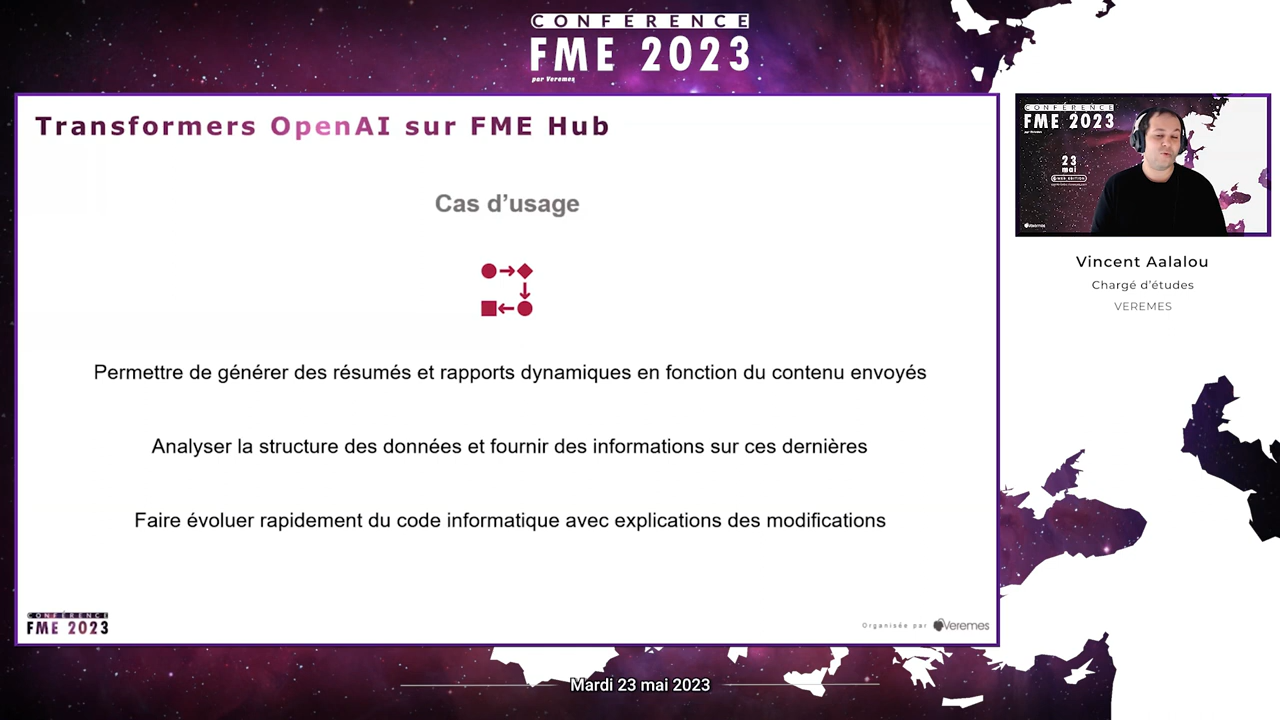 CONFÉRENCE
FME 2023
par Veremes
Transformers OpenAI sur FME Hub
Cas d'usage
Permettre de générer des résumés et rapports dynamiques en fonction du contenu envoyés
Analyser la structure des données et fournir des informations sur ces dernières
Faire évoluer rapidement du code informatique avec explications des modifications
CONFÉRENCE
FME 2023
Organisée par Veremes
CONFÉRENCE
FME 2023
23
mai
Vincent Aalalou
Chargé d'études
VEREMES
Mardi 23 mai 2023